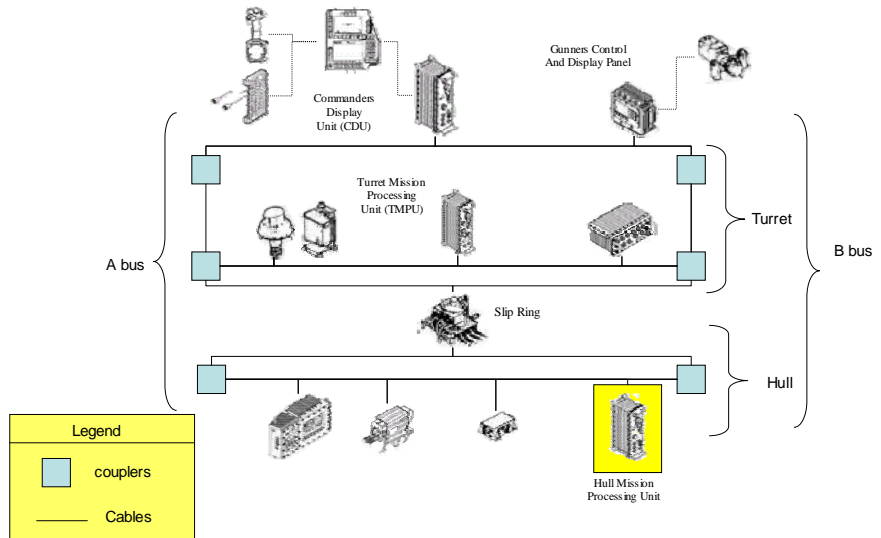 Gunners Control
And Display Panel
Commanders
Display
Unit (CDU)
Turret Mission
Processing
Unit (TMPU)
Turret
A bus
B bus
Slip Ring
Hull
Legend
couplers
Cables
Hull Mission
Processing Unit